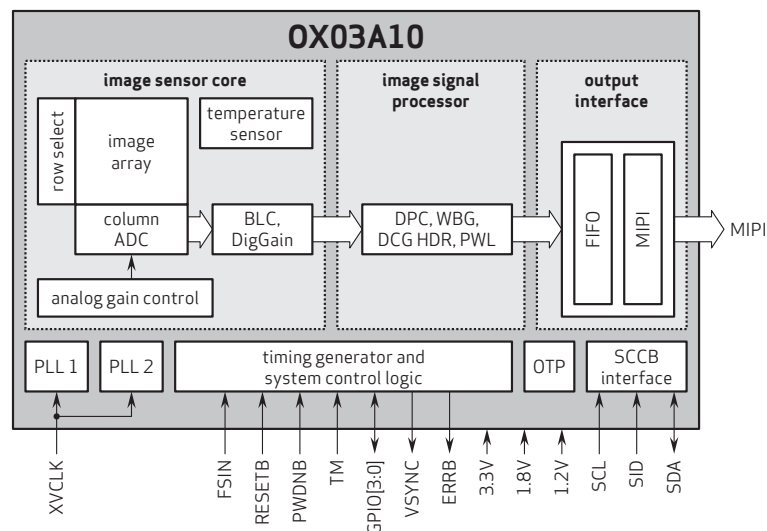 OX03A10
image sensor core
image signal
processor
output
interface
row select
image
array
temperature
sensor
column
ADC
BLC,
DigGain
DPC, WBG,
DCG HDR, PWL
FIFO
MIPI
MIPI
analog gain control
PLL 1
PLL 2
timing generator and
system control logic
OTP
SCCB
interface
XVCLK
FSIN
RESETB
PWDNB
TM
GPIO[3:0]
VSYNC
ERRB
3.3V
1.8V
1.2V
SCL
SID
SDA